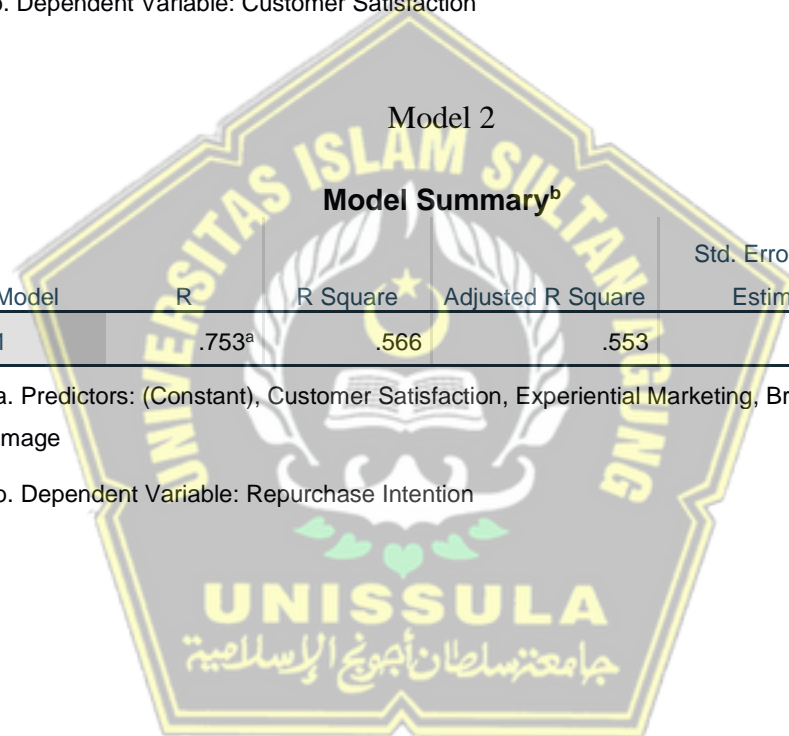 b. Dependent Variable: Customer Satisfaction
Model 2
Model Summaryᵇ
Std. Erro
Model R R Square Adjusted R Square Estim
1 .753ᵃ .566 .553
a. Predictors: (Constant), Customer Satisfaction, Experiential Marketing, Br
Image
b. Dependent Variable: Repurchase Intention
UNIVERSITAS ISLAM SULTAN AGUNG
UNISSULA
جامعة سلطان أجونج الإسلامية